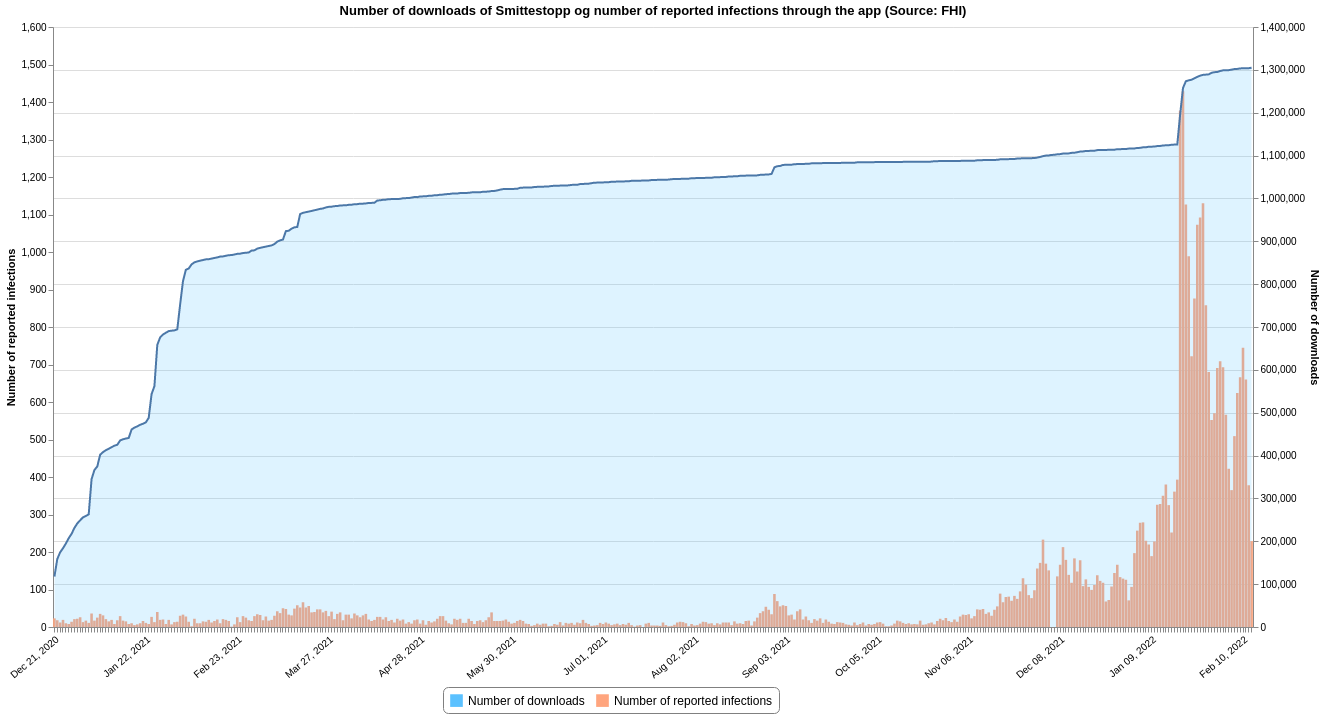 Number of downloads of Smittestopp og number of reported infections through the app (Source: FHI)
1,600
1,500
1,400
1,300
1,200
1,100
1,000
900
800
700
600
500
400
300
200
100
0
Number of reported infections
1,400,000
1,300,000
1,200,000
1,100,000
1,000,000
900,000
800,000
700,000
600,000
500,000
400,000
300,000
200,000
100,000
0
Number of downloads
Dec 21, 2020
Jan 22, 2021
Feb 23, 2021
Mar 27, 2021
Apr 28, 2021
May 30, 2021
Jul 01, 2021
Aug 02, 2021
Sep 03, 2021
Oct 05, 2021
Nov 06, 2021
Dec 08, 2021
Jan 09, 2022
Feb 10, 2022
Number of downloads
Number of reported infections